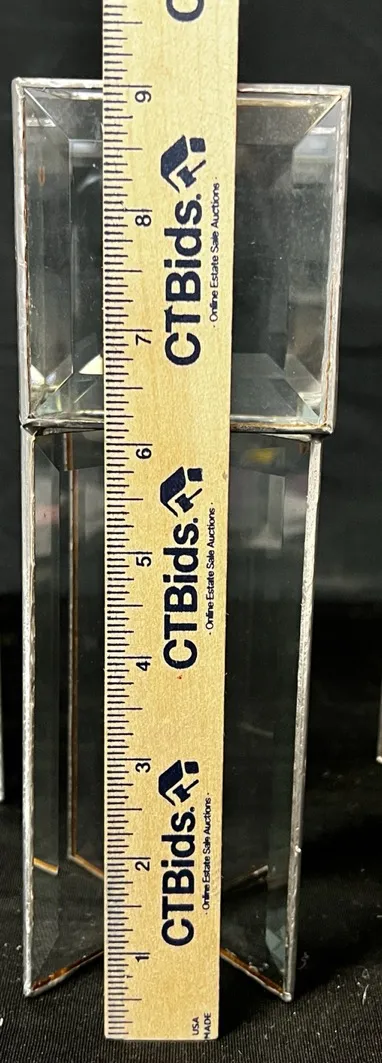 C
9
8
CTBids.
· Online Estate Sale Auctions ·
7
6
5
CTBids.
· Online Estate Sale Auctions ·
4
3
2
CTBids.
· Online Estate Sale Auctions ·
1
USA
MADE